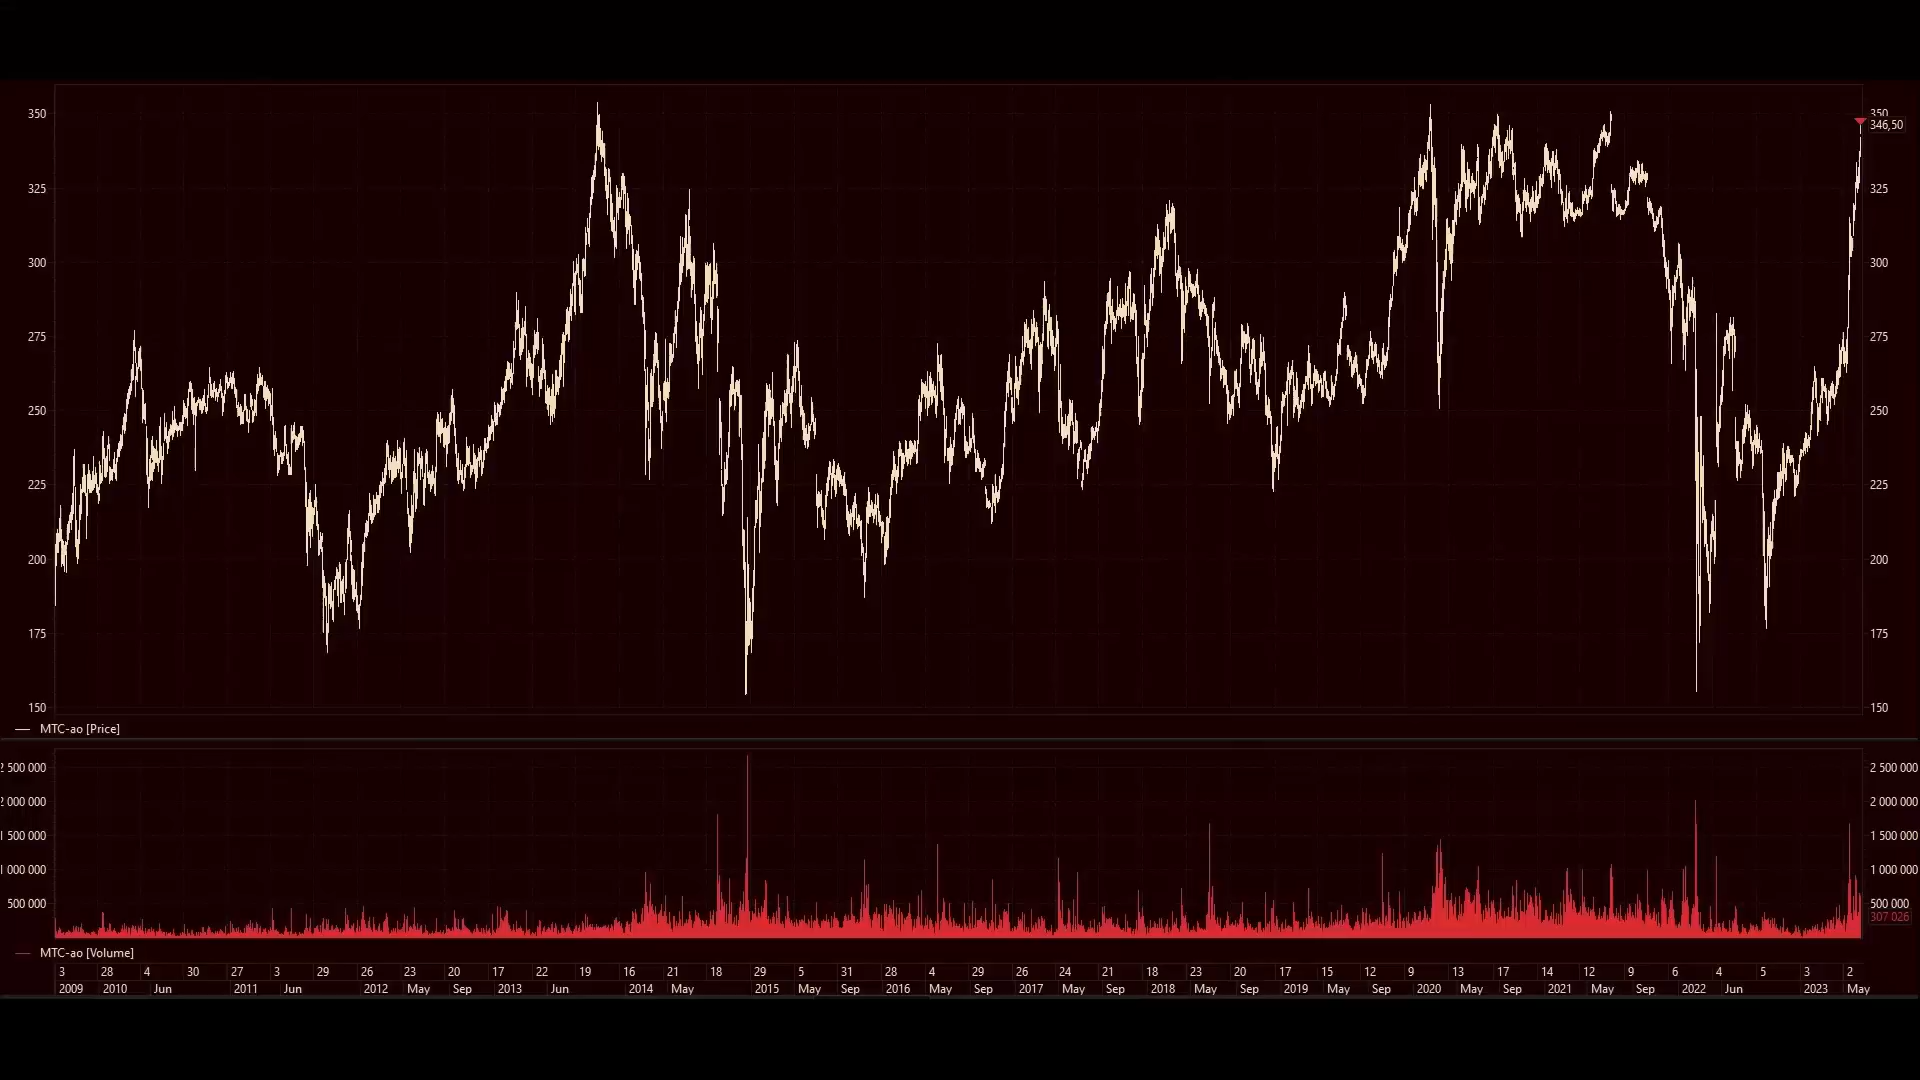 350 350
346,50
325 325
300 300
275 275
250 250
225 225
200 200
175 175
150 150
MTC-ao [Price]
2 500 000 2 500 000
2 000 000 2 000 000
1 500 000 1 500 000
1 000 000 1 000 000
500 000 500 000
307 026
MTC-ao [Volume]
3 28 4 30 27 3 29 26 23 20 17 22 19 16 21 18 29 5 31 28 4 29 26 24 21 18 23 20 17 15 12 9 13 17 14 12 9 6 4 5 3 2
2009 2010 Jun 2011 Jun 2012 May Sep 2013 Jun 2014 May 2015 May Sep 2016 May Sep 2017 May Sep 2018 May Sep 2019 May Sep 2020 May Sep 2021 May Sep 2022 Jun 2023 May